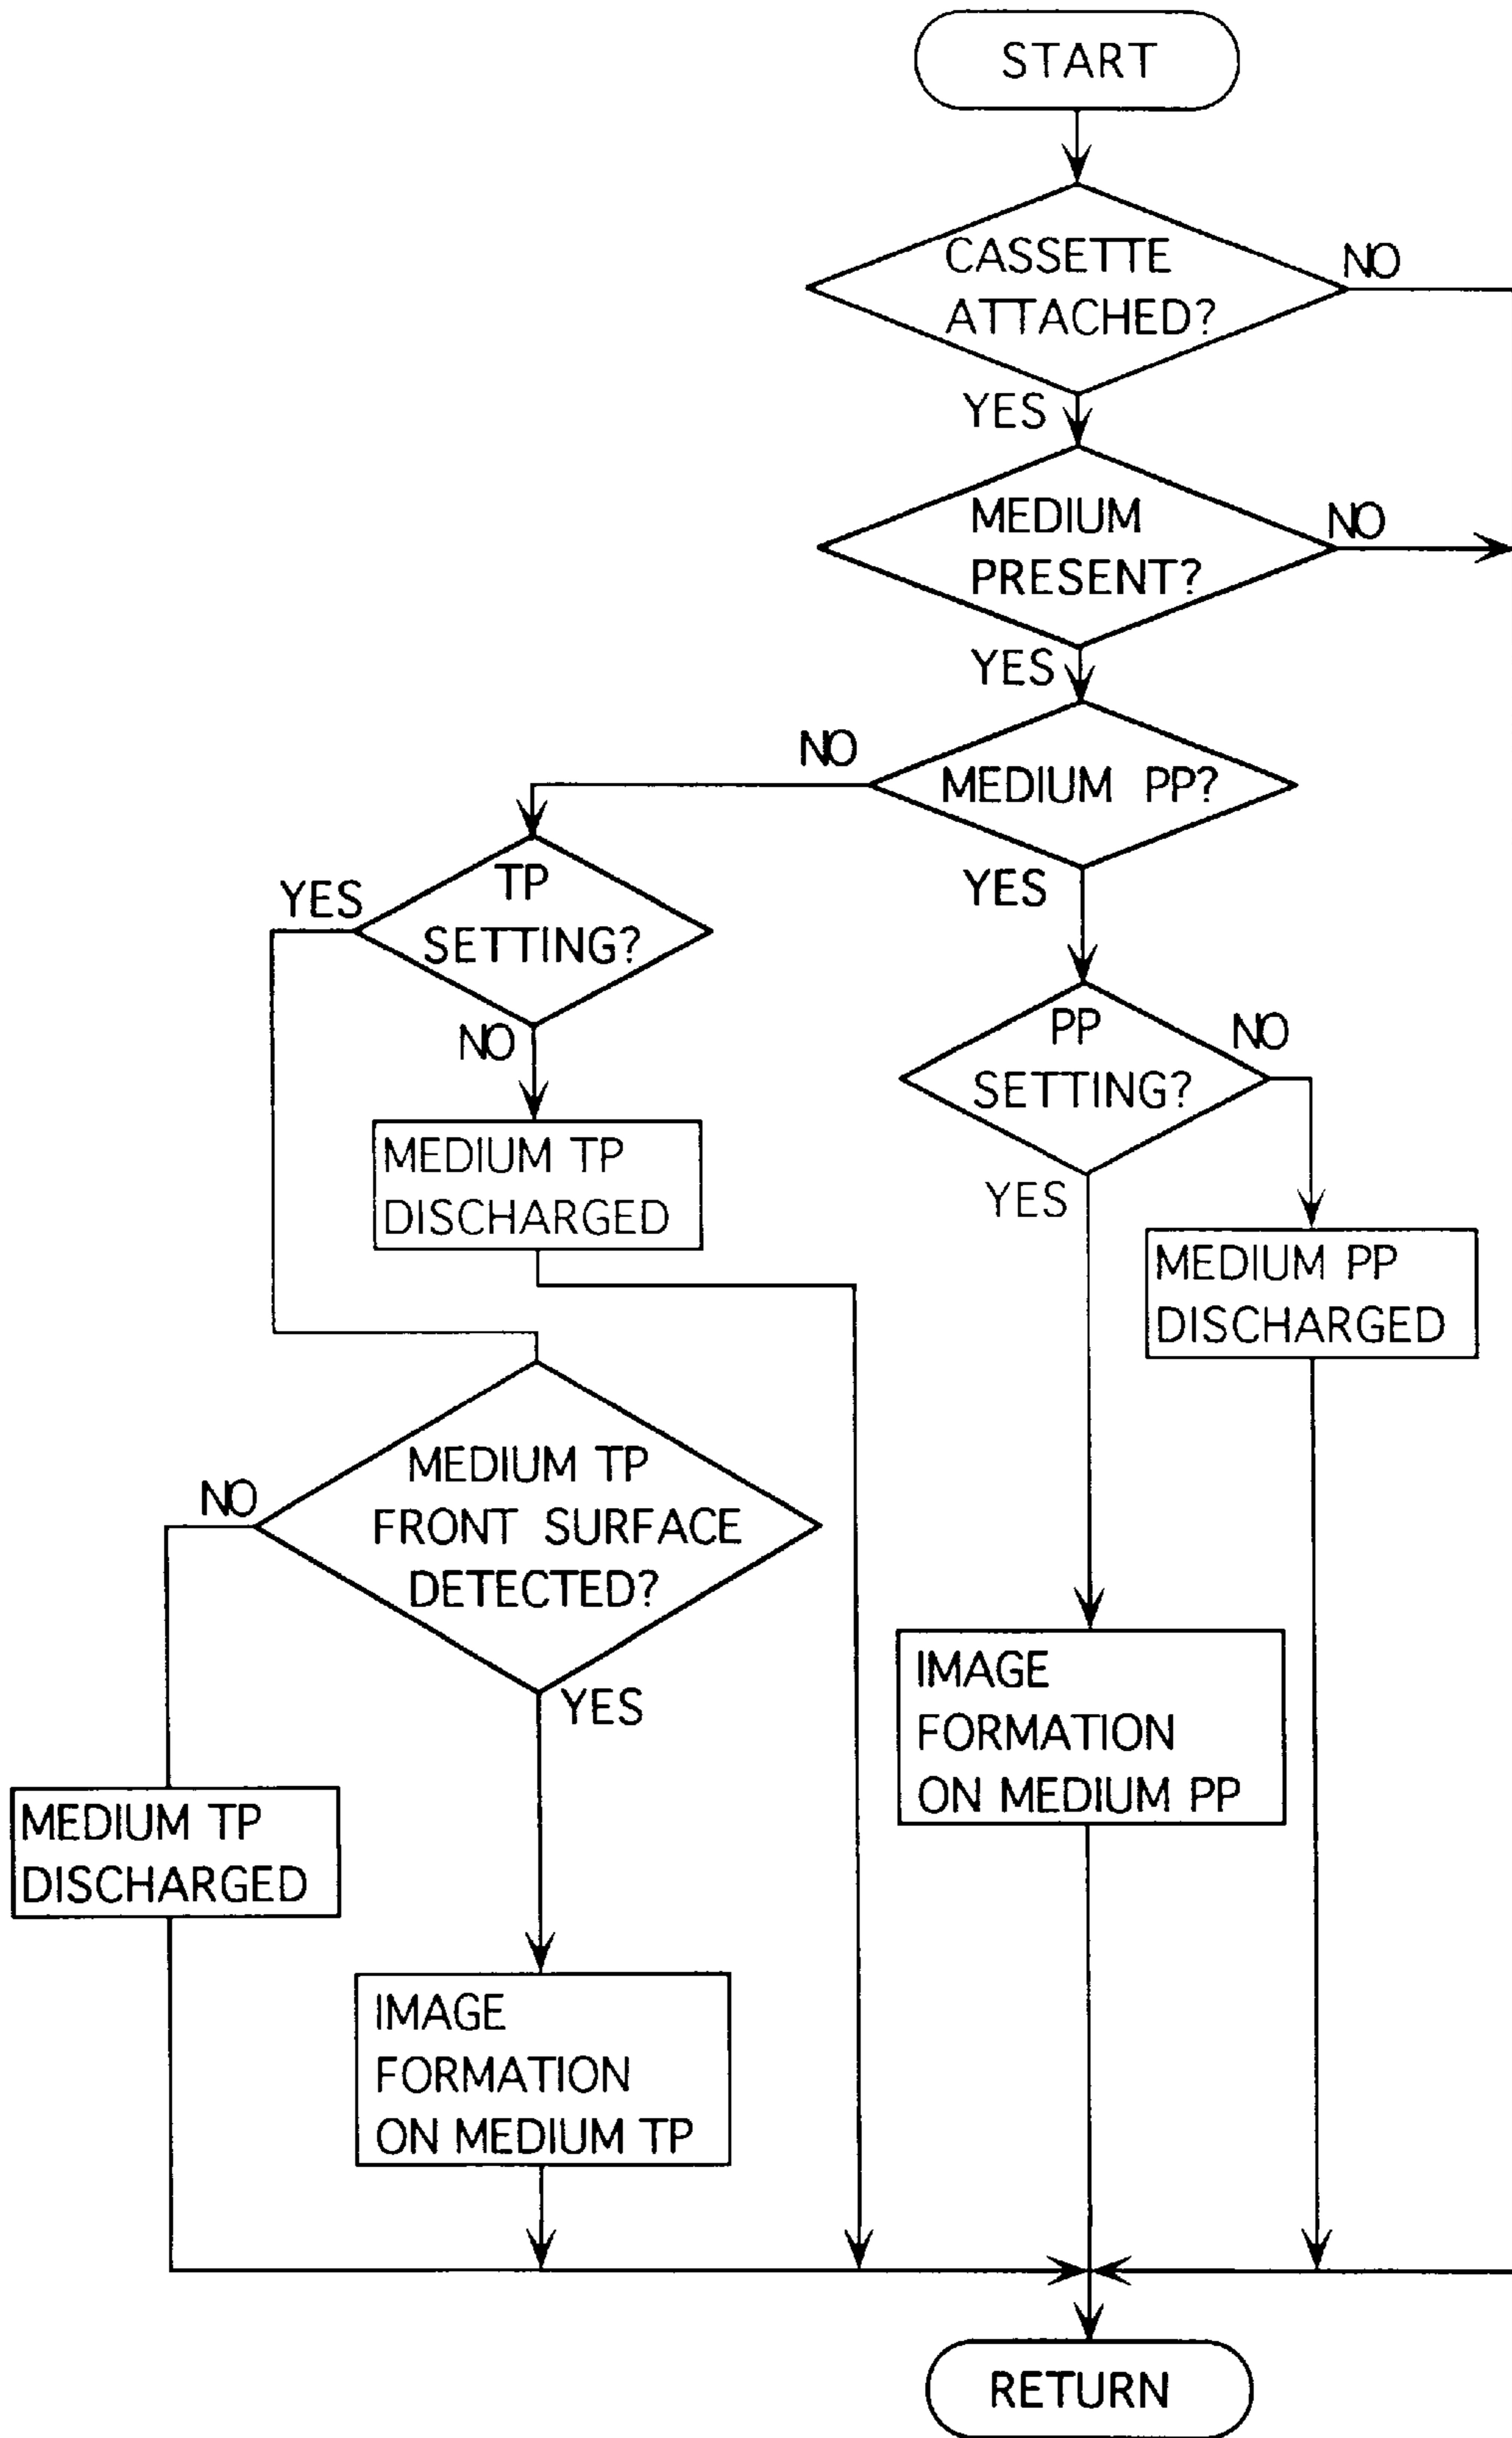 START
CASSETTE
ATTACHED?
NO
YES
MEDIUM
PRESENT?
NO
YES
MEDIUM PP?
NO
YES
TP
SETTING?
YES
NO
MEDIUM TP
DISCHARGED
PP
SETTING?
NO
YES
MEDIUM PP
DISCHARGED
MEDIUM TP
FRONT SURFACE
DETECTED?
NO
YES
IMAGE
FORMATION
ON MEDIUM PP
MEDIUM TP
DISCHARGED
IMAGE
FORMATION
ON MEDIUM TP
RETURN